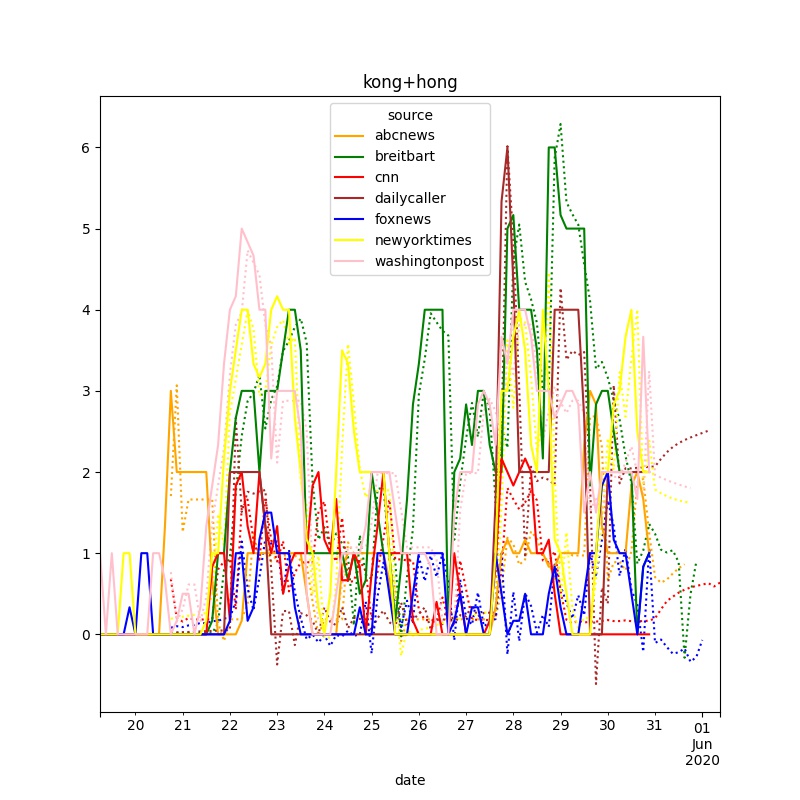 kong+hong
source
abcnews
breitbart
cnn
dailycaller
foxnews
newyorktimes
washingtonpost
6
5
4
3
2
1
0
20 21 22 23 24 25 26 27 28 29 30 31 01
Jun
2020
date